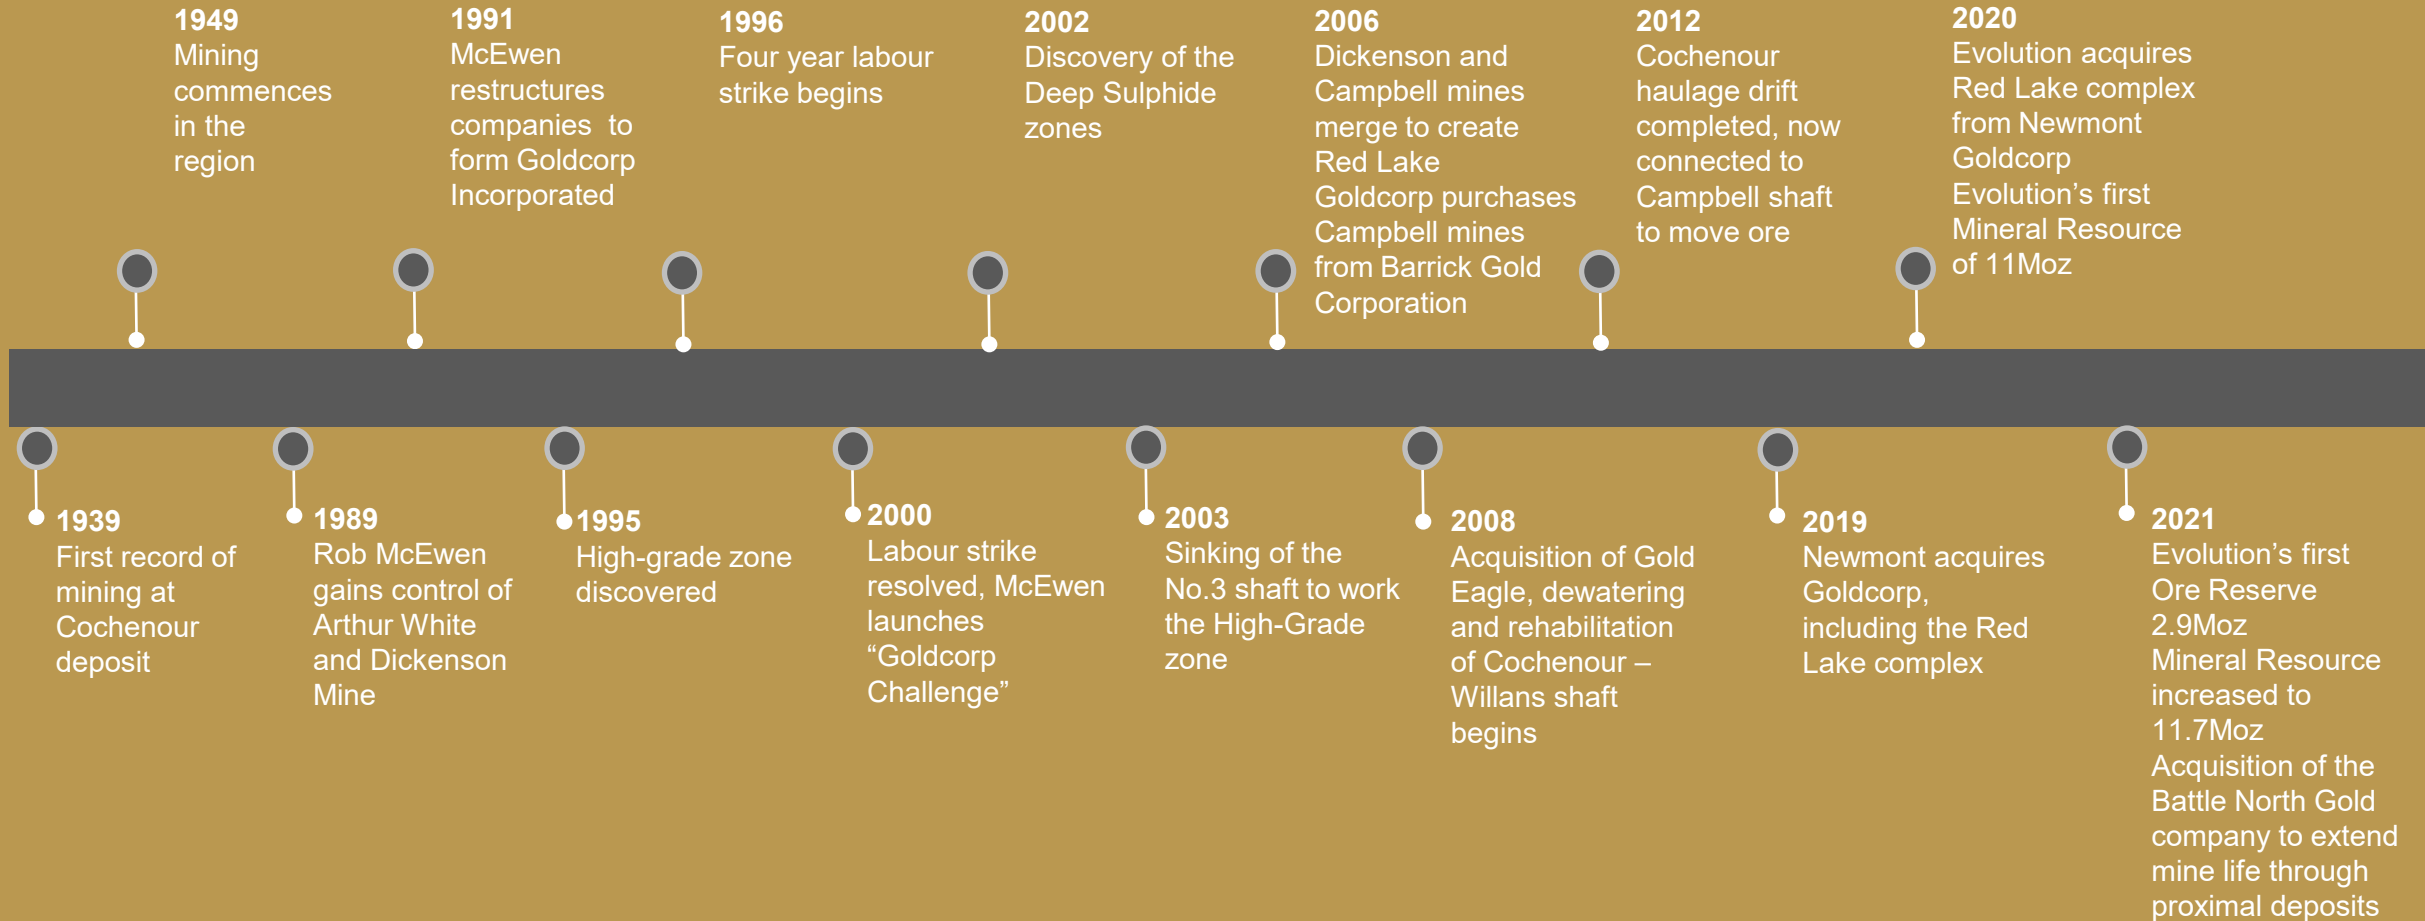 1949
Mining
commences
in the
region
1991
McEwen
restructures
companies to
form Goldcorp
Incorporated
1996
Four year labour
strike begins
2002
Discovery of the
Deep Sulphide
zones
2006
Dickenson and
Campbell mines
merge to create
Red Lake
Goldcorp purchases
Campbell mines
from Barrick Gold
Corporation
2012
Cochenour
haulage drift
completed, now
connected to
Campbell shaft
to move ore
2020
Evolution acquires
Red Lake complex
from Newmont
Goldcorp
Evolution’s first
Mineral Resource
of 11Moz
1939
First record of
mining at
Cochenour
deposit
1989
Rob McEwen
gains control of
Arthur White
and Dickenson
Mine
1995
High-grade zone
discovered
2000
Labour strike
resolved, McEwen
launches
“Goldcorp
Challenge”
2003
Sinking of the
No.3 shaft to work
the High-Grade
zone
2008
Acquisition of Gold
Eagle, dewatering
and rehabilitation
of Cochenour –
Willans shaft
begins
2019
Newmont acquires
Goldcorp,
including the Red
Lake complex
2021
Evolution’s first
Ore Reserve
2.9Moz
Mineral Resource
increased to
11.7Moz
Acquisition of the
Battle North Gold
company to extend
mine life through
proximal deposits